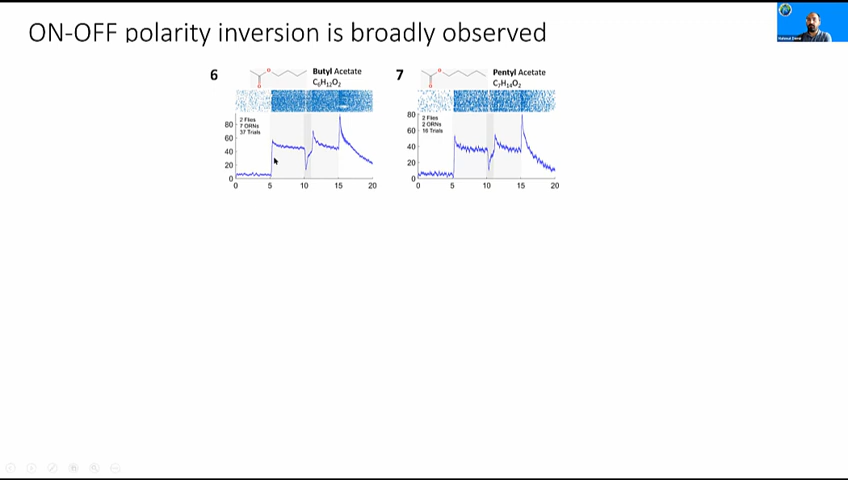 ON-OFF polarity inversion is broadly observed
6
Butyl Acetate
C₆H₁₂O₂
2 Flies
7 ORNs
37 Trials
80
60
40
20
0
0 5 10 15 20
7
Pentyl Acetate
C₇H₁₄O₂
2 Flies
2 ORNs
18 Trials
80
60
40
20
0
0 5 10 15 20